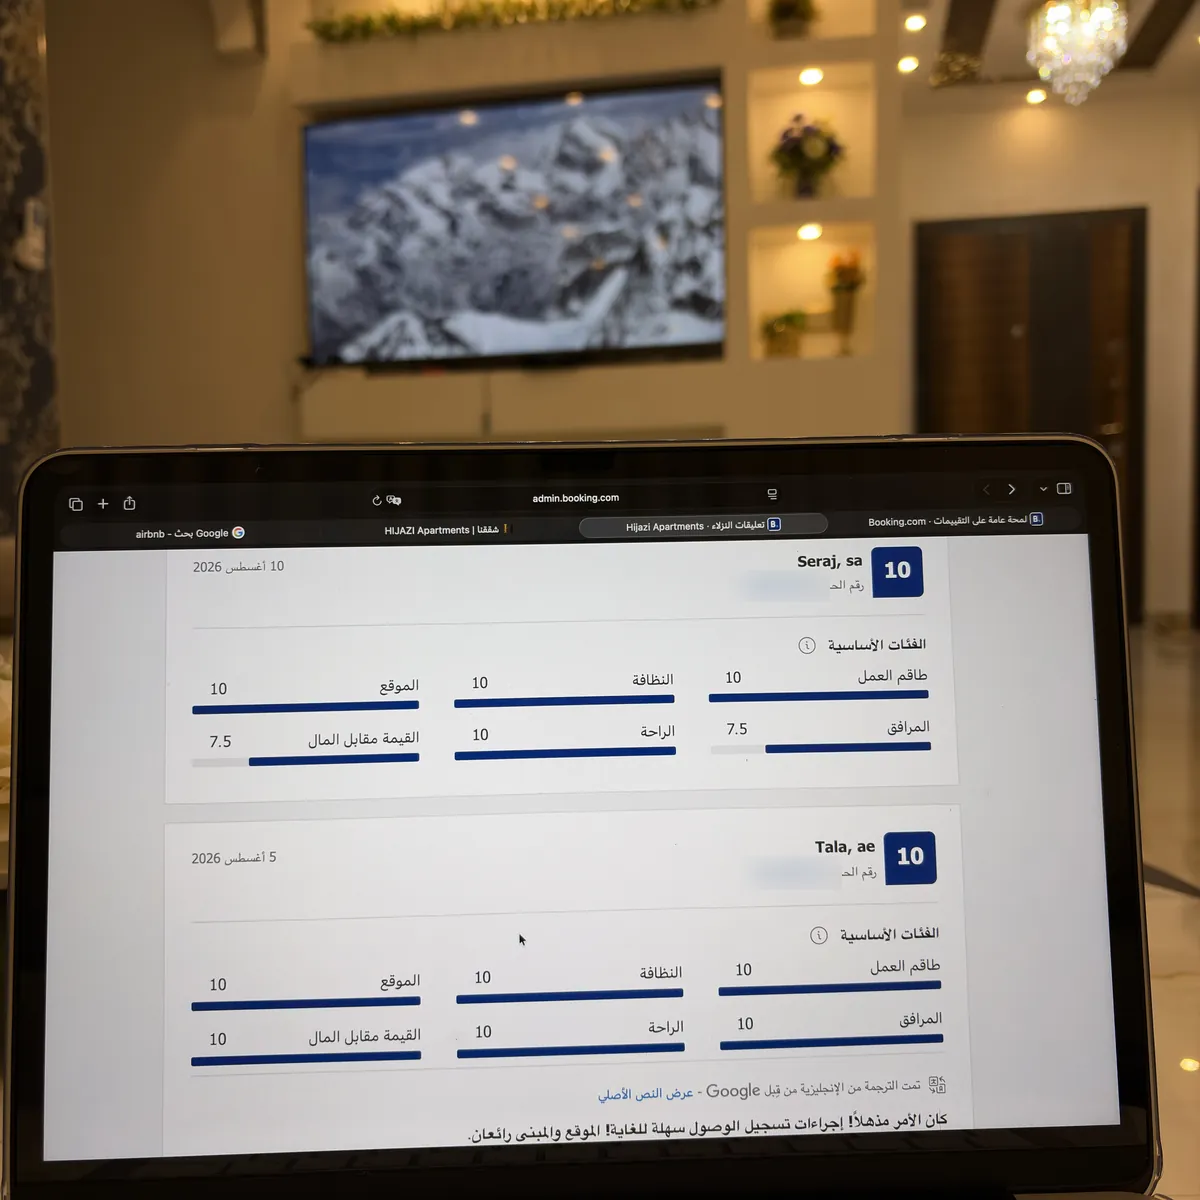 admin.booking.com
لمحة عامة على التقييمات - Booking.com
تعليقات النزلاء · Hijazi Apartments
شققنا | HIJAZI Apartments
airbnb - بحث Google
10
Seraj, sa
10 أغسطس 2026
رقم الحـ
الفئات الأساسية
طاقم العمل 10
النظافة 10
الموقع 10
المرافق 7.5
الراحة 10
القيمة مقابل المال 7.5
10
Tala, ae
5 أغسطس 2026
رقم الحـ
الفئات الأساسية
طاقم العمل 10
النظافة 10
الموقع 10
المرافق 10
الراحة 10
القيمة مقابل المال 10
تمت الترجمة من الإنجليزية من قِبل Google - عرض النص الأصلي
كان الأمر مذهلاً! إجراءات تسجيل الوصول سهلة للغاية! الموقع والمبنى رائعان.